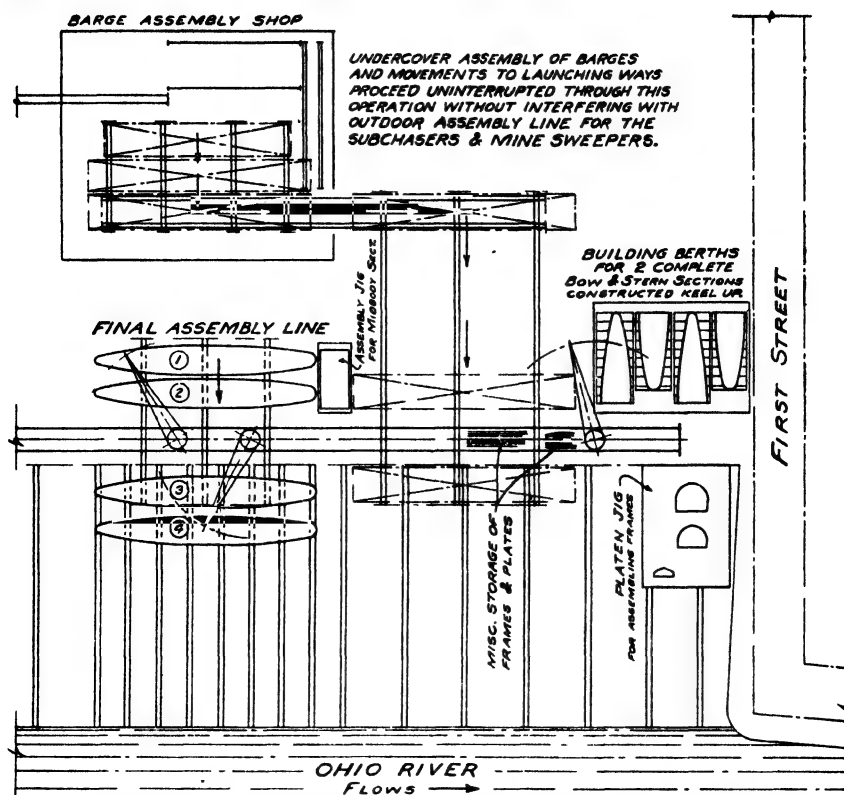 BARGE ASSEMBLY SHOP
UNDERCOVER ASSEMBLY OF BARGES
AND MOVEMENTS TO LAUNCHING WAYS
PROCEED UNINTERRUPTED THROUGH THIS
OPERATION WITHOUT INTERFERING WITH
OUTDOOR ASSEMBLY LINE FOR THE
SUBCHASERS & MINE SWEEPERS.
BUILDING BERTHS
FOR 2 COMPLETE
BOW & STERN SECTIONS
CONSTRUCTED KEEL UP.
ASSEMBLY JIG
FOR MIDBODY SECT.
FINAL ASSEMBLY LINE
1
2
3
4
FIRST STREET
MISC. STORAGE OF
FRAMES & PLATES
PLATEN JIG
FOR ASSEMBLING FRAMES
OHIO RIVER
FLOWS